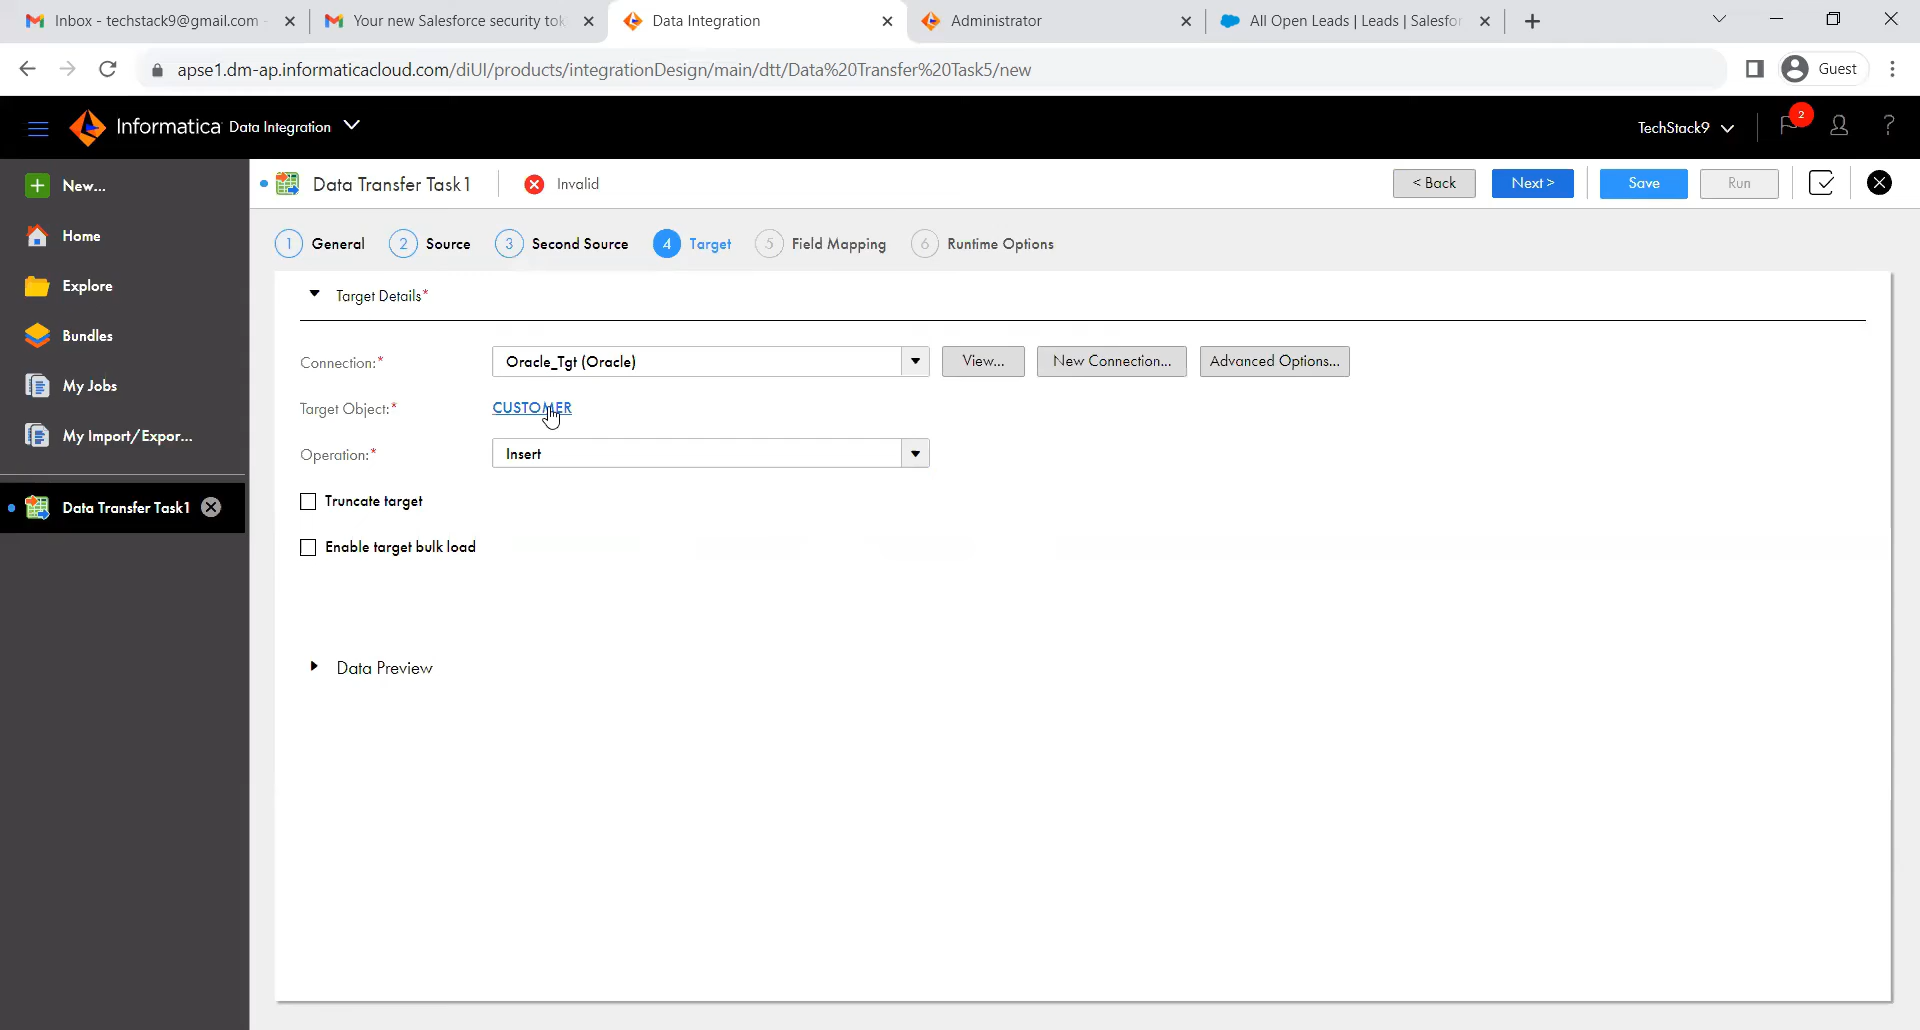 Inbox - techstack9@gmail.com -
Your new Salesforce security tok
Data Integration
Administrator
All Open Leads | Leads | Salesfor
apse1.dm-ap.informaticacloud.com/diUI/products/integrationDesign/main/dtt/Data%20Transfer%20Task5/new
Guest
Informatica Data Integration
TechStack9
2
?
New...
Home
Explore
Bundles
My Jobs
My Import/Expor...
Data Transfer Task1
Data Transfer Task1
Invalid
< Back
Next >
Save
Run
1 General
2 Source
3 Second Source
4 Target
5 Field Mapping
6 Runtime Options
Target Details*
Connection:*
Oracle_Tgt (Oracle)
View...
New Connection...
Advanced Options...
Target Object:*
CUSTOMER
Operation:*
Insert
Truncate target
Enable target bulk load
Data Preview